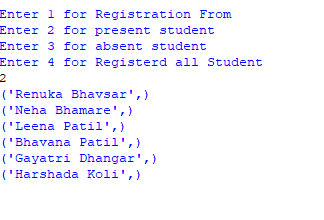 Enter 1 for Registration From
Enter 2 for present student
Enter 3 for absent student
Enter 4 for Registerd all Student
2
('Renuka Bhavsar',)
('Neha Bhamare',)
('Leena Patil',)
('Bhavana Patil',)
('Gayatri Dhangar',)
('Harshada Koli',)